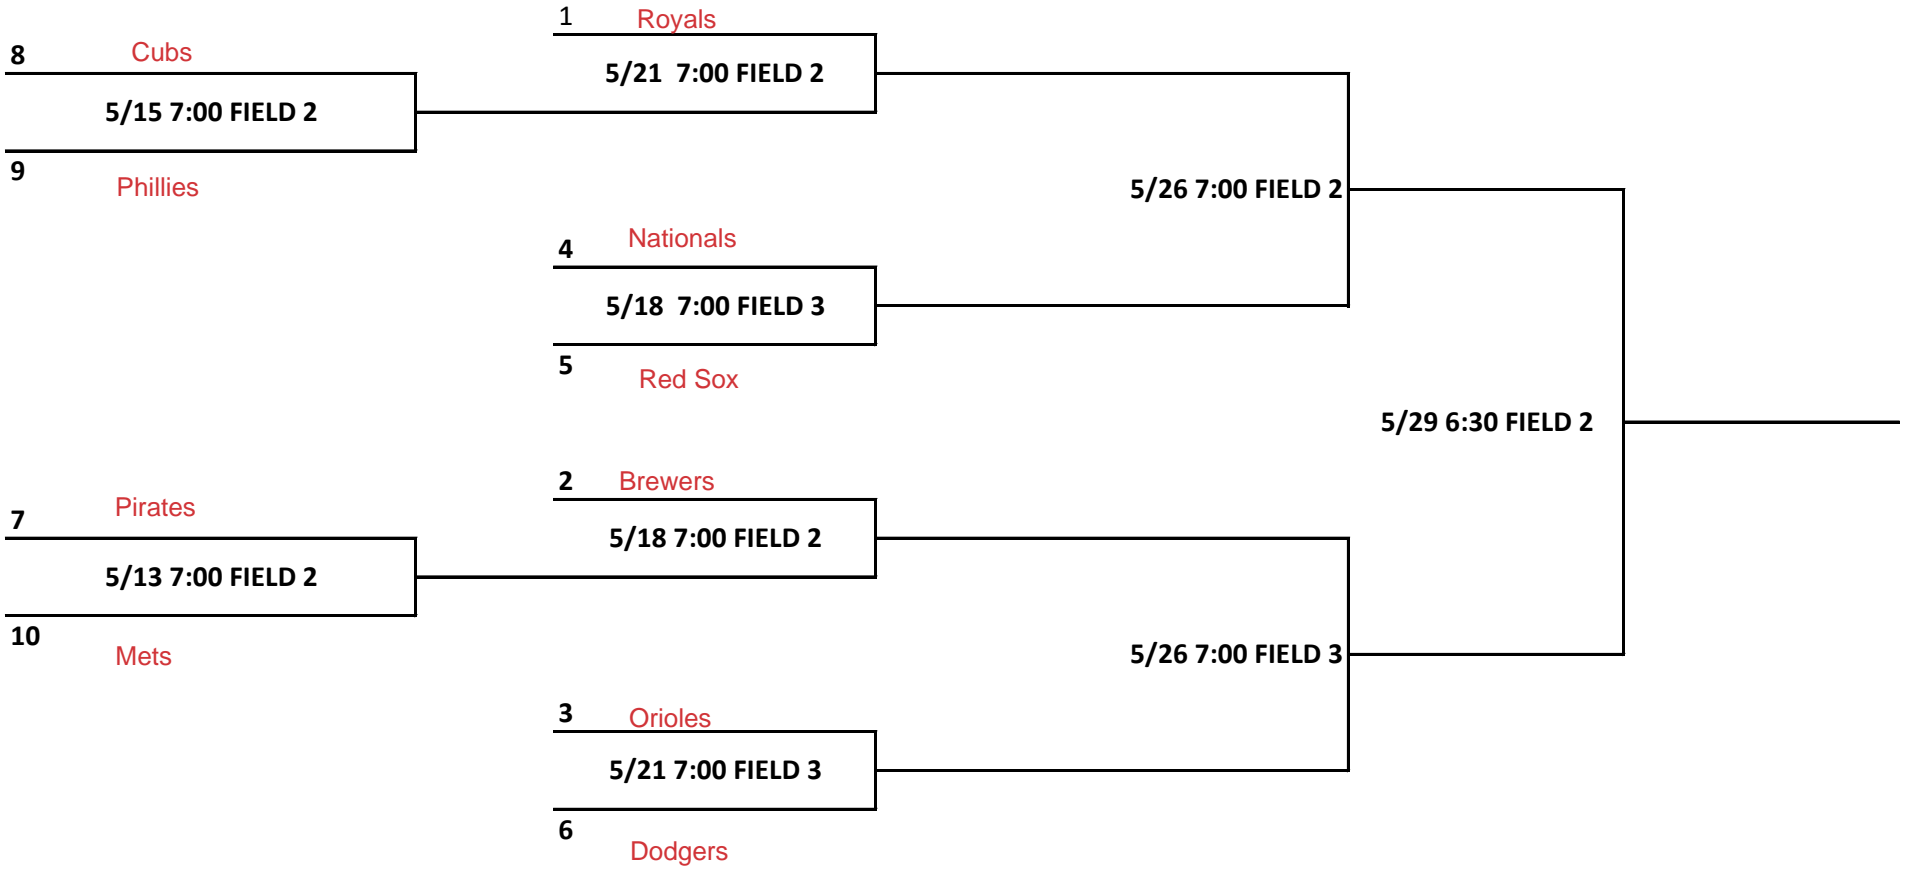 1 Royals
8 Cubs
5/21 7:00 FIELD 2
5/15 7:00 FIELD 2
9
Phillies
5/26 7:00 FIELD 2
4 Nationals
5/18 7:00 FIELD 3
5
Red Sox
5/29 6:30 FIELD 2
2 Brewers
7 Pirates
5/18 7:00 FIELD 2
5/13 7:00 FIELD 2
10
Mets
5/26 7:00 FIELD 3
3 Orioles
5/21 7:00 FIELD 3
6
Dodgers